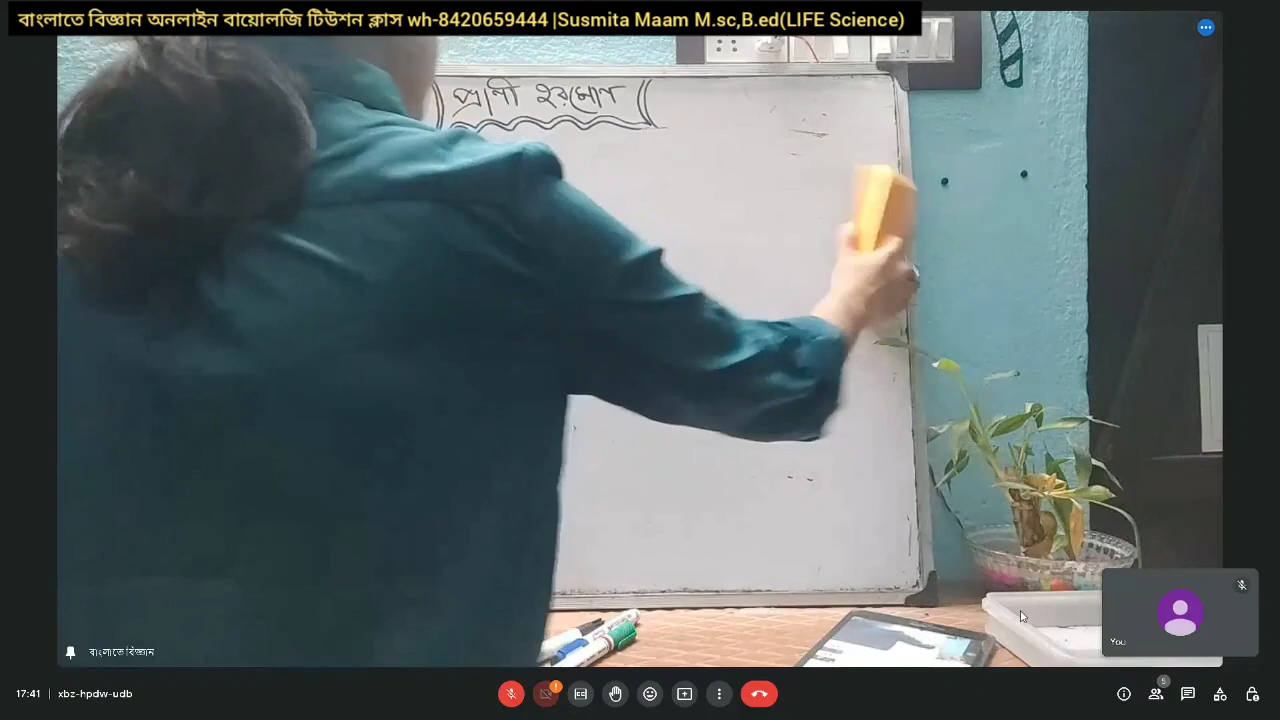 বাংলাতে বিজ্ঞান অনলাইন বায়োলজি টিউশন ক্লাস wh-8420659444 |Susmita Maam M.sc,B.ed(LIFE Science)
প্রাণী হরমোন
You
বাংলাতে বিজ্ঞান
17:41 | xbz-hpdw-udb
5